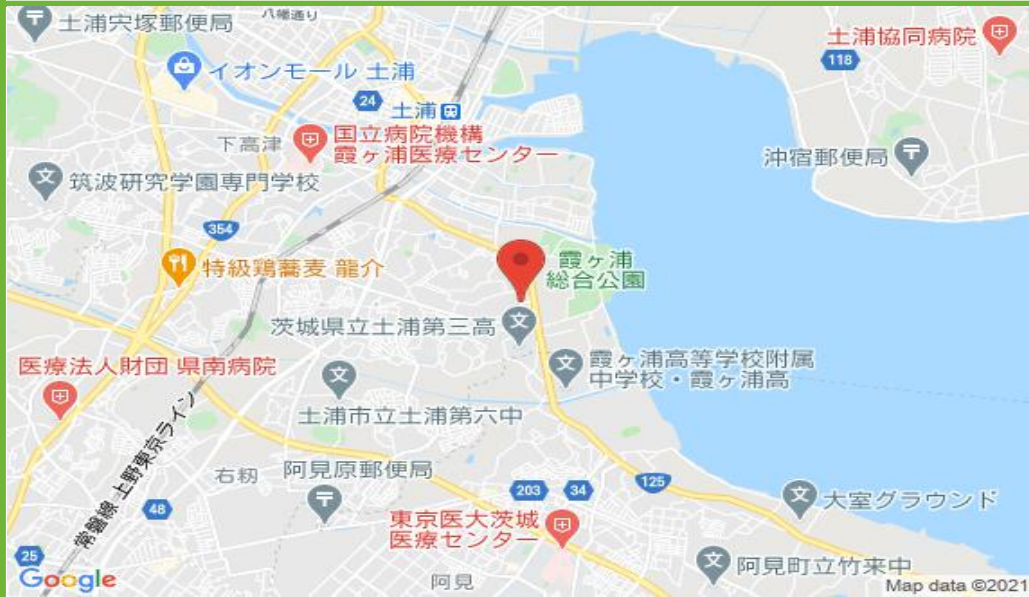 土浦宍塚郵便局
八幡通り
土浦協同病院
118
イオンモール 土浦
24
土浦
下高津
国立病院機構
霞ヶ浦医療センター
沖宿郵便局
筑波研究学園専門学校
354
特級鶏蕎麦 龍介
霞ヶ浦
総合公園
茨城県立土浦第三高
医療法人財団 県南病院
霞ヶ浦高等学校附属
中学校・霞ヶ浦高
土浦市立土浦第六中
常磐線 上野東京ライン
右籾
阿見原郵便局
203
34
125
大室グラウンド
48
東京医大茨城
医療センター
25
Google
阿見
阿見町立竹来中
Map data ©2021